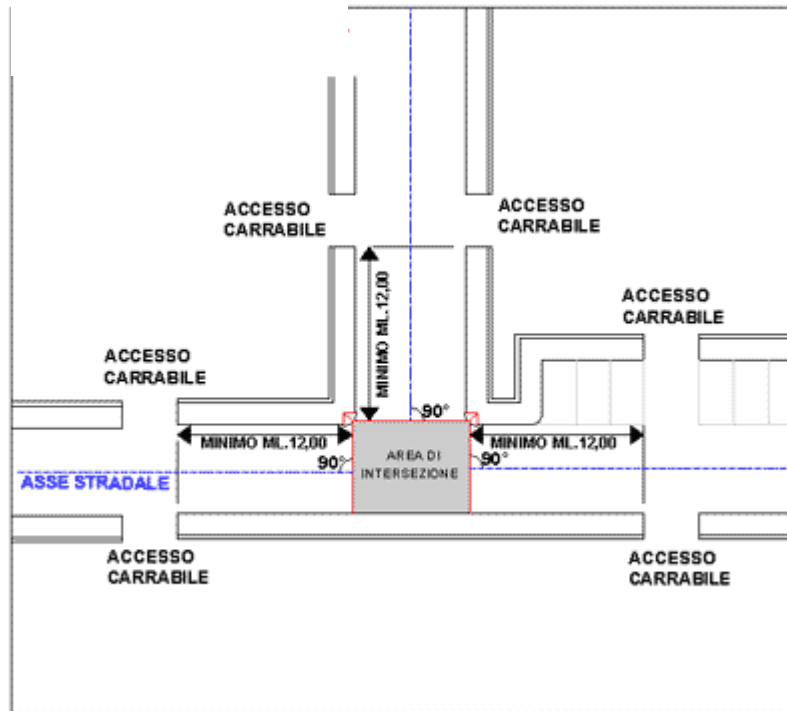 ACCESSO
CARRABILE
ACCESSO
CARRABILE
MINIMO ML.12,00
ACCESSO
CARRABILE
ACCESSO
CARRABILE
90°
MINIMO ML.12,00
MINIMO ML.12,00
90°
AREA DI
INTERSEZIONE
90°
ASSE STRADALE
ACCESSO
CARRABILE
ACCESSO
CARRABILE